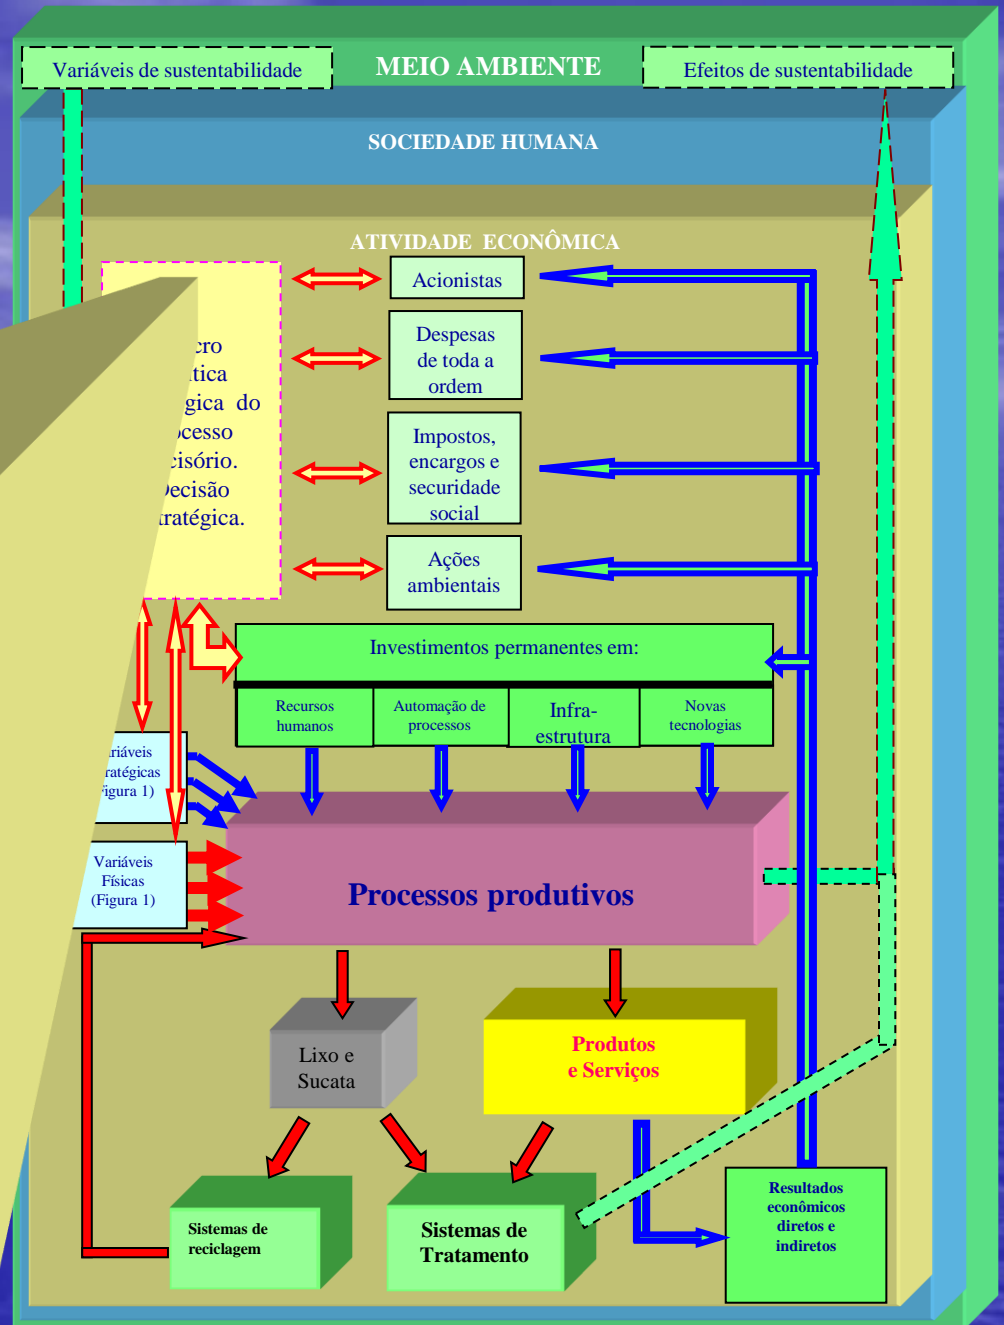 Variáveis de sustentabilidade
MEIO AMBIENTE
Efeitos de sustentabilidade
SOCIEDADE HUMANA
ATIVIDADE ECONÔMICA
Acionistas
Despesas
de toda a
ordem
Impostos,
encargos e
securidade
social
Ações
ambientais
do
Investimentos permanentes em:
Recursos
humanos
Automação de
processos
Infra-
estrutura
Novas
tecnologias
Variáveis
Físicas
(Figura 1)
Processos produtivos
Lixo e
Sucata
Produtos
e Serviços
Sistemas de
reciclagem
Sistemas de
Tratamento
Resultados
econômicos
diretos e
indiretos